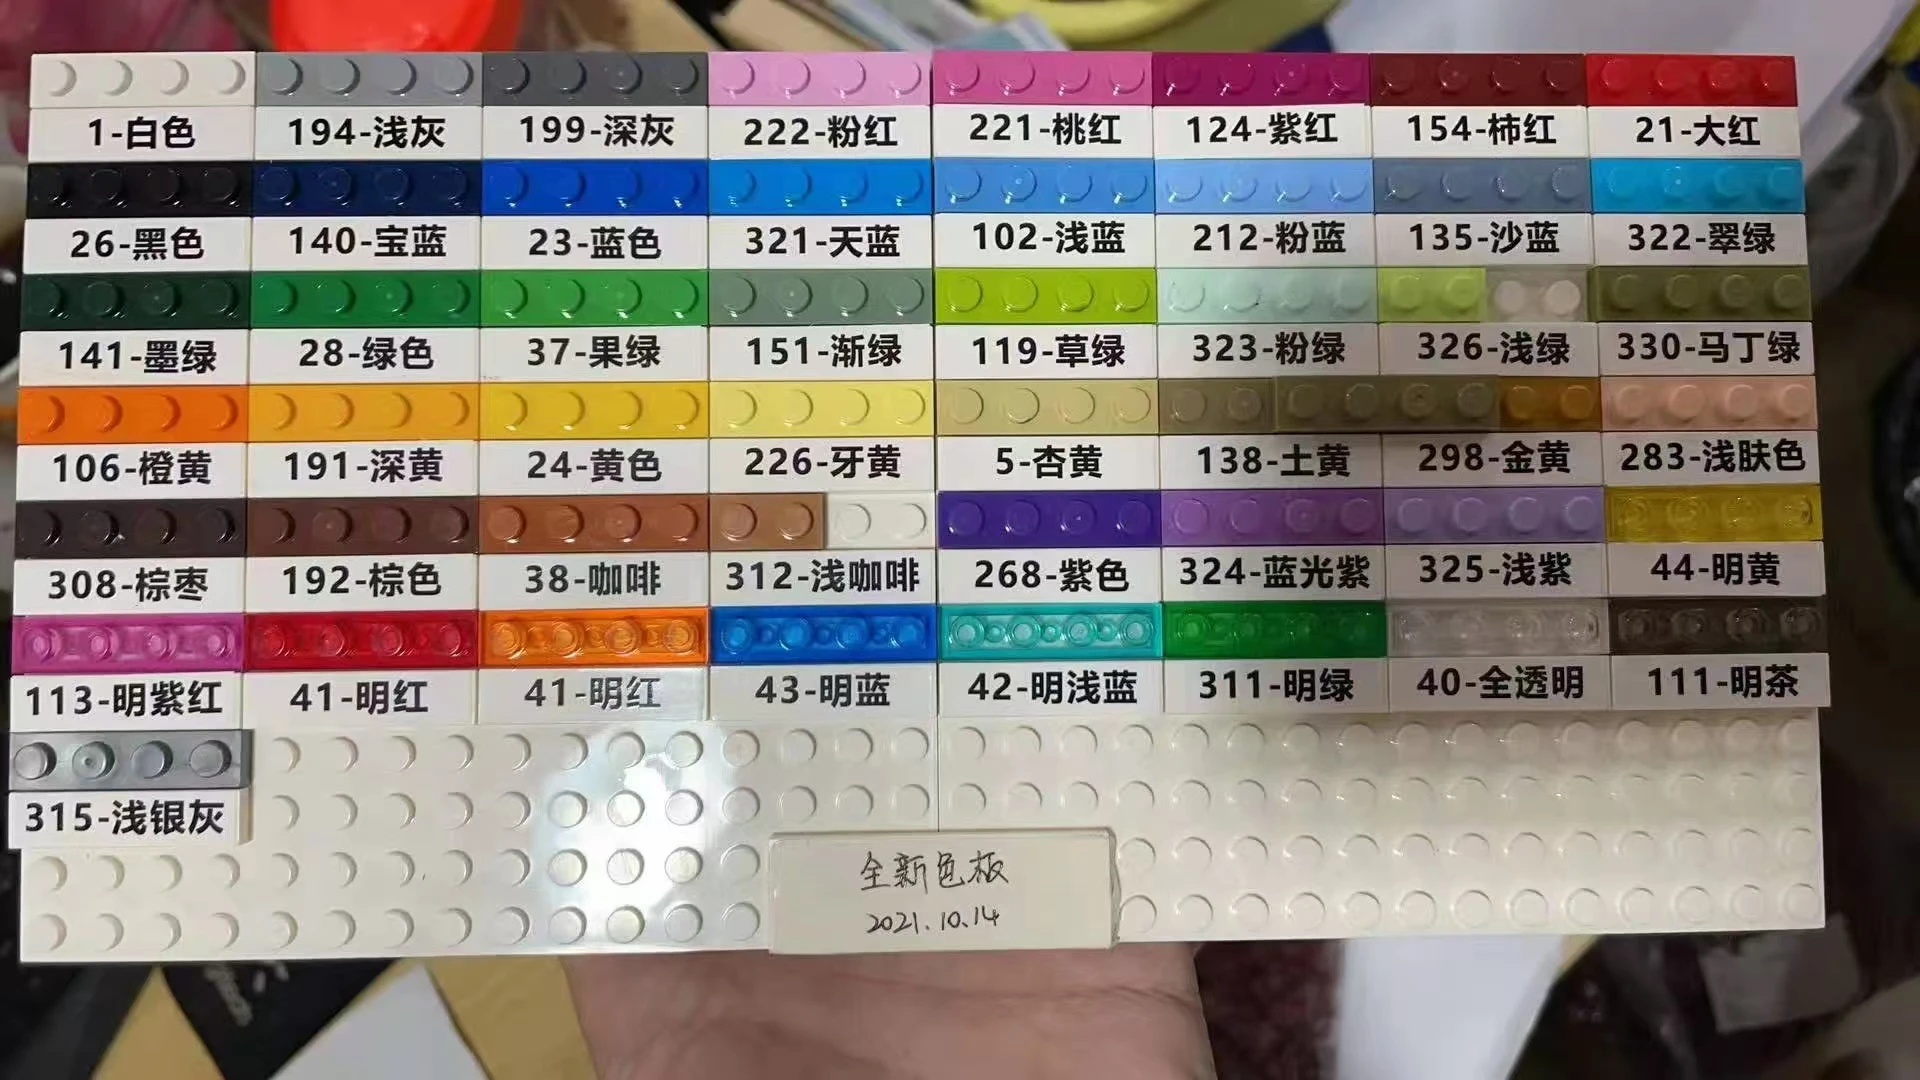 1-白色 194-浅灰 199-深灰 222-粉红 221-桃红 124-紫红 154-柿红 21-大红
26-黑色 140-宝蓝 23-蓝色 321-天蓝 102-浅蓝 212-粉蓝 135-沙蓝 322-翠绿
141-墨绿 28-绿色 37-果绿 151-渐绿 119-草绿 323-粉绿 326-浅绿 330-马丁绿
106-橙黄 191-深黄 24-黄色 226-牙黄 5-杏黄 138-土黄 298-金黄 283-浅肤色
308-棕枣 192-棕色 38-咖啡 312-浅咖啡 268-紫色 324-蓝光紫 325-浅紫 44-明黄
113-明紫红 41-明红 41-明红 43-明蓝 42-明浅蓝 311-明绿 40-全透明 111-明茶
315-浅银灰
全新色板
2021.10.14